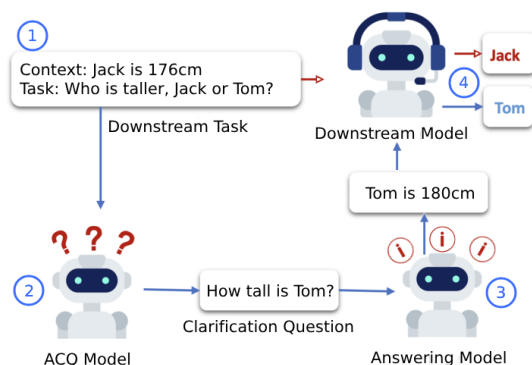 1
Context: Jack is 176cm
Task: Who is taller, Jack or Tom?
Downstream Task
Jack
4
Tom
Downstream Model
Tom is 180cm
? ? ?
i i i
2
How tall is Tom?
3
Clarification Question
ACQ Model
Answering Model